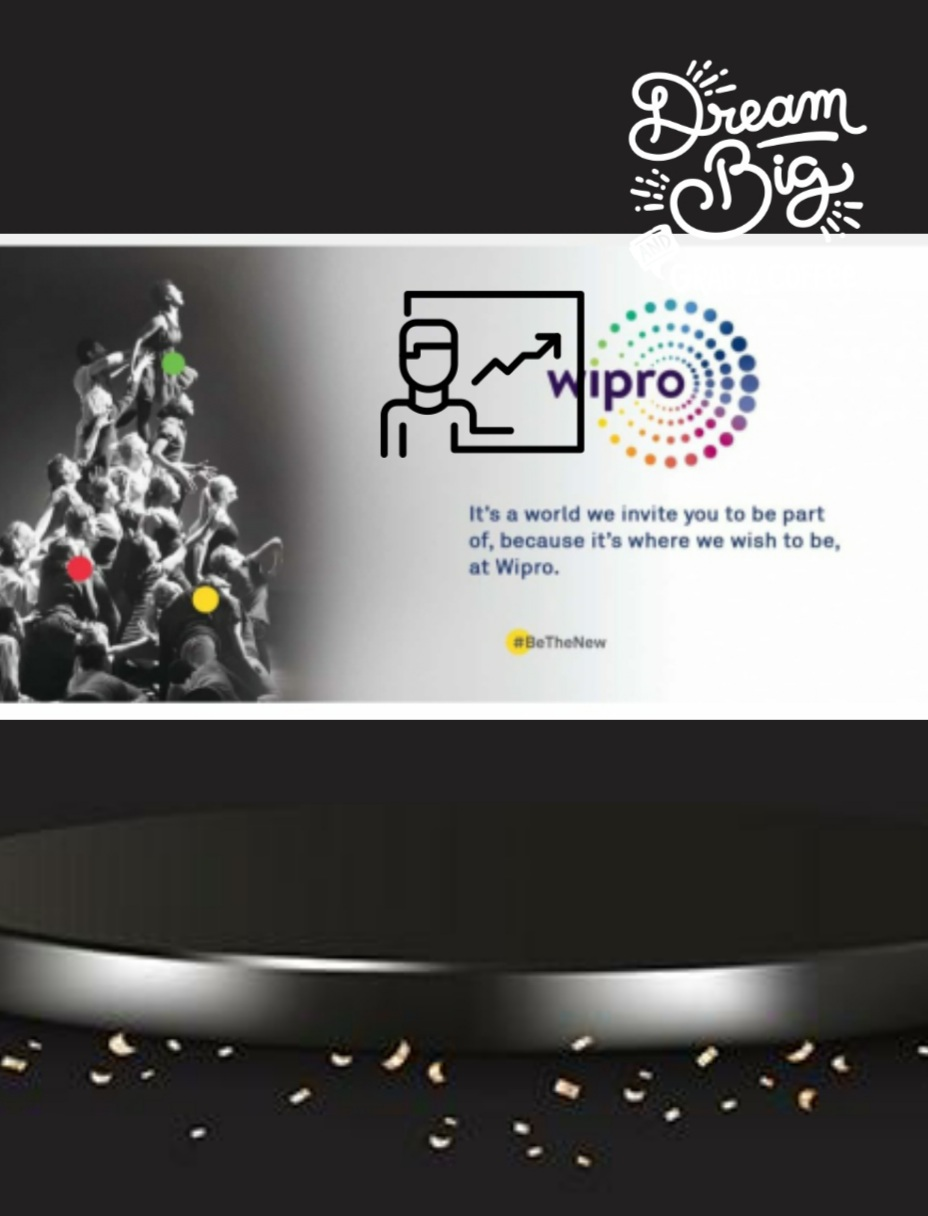 Dream
Big
AND
wipro
It's a world we invite you to be part
of, because it's where we wish to be,
at Wipro.
#BeTheNew